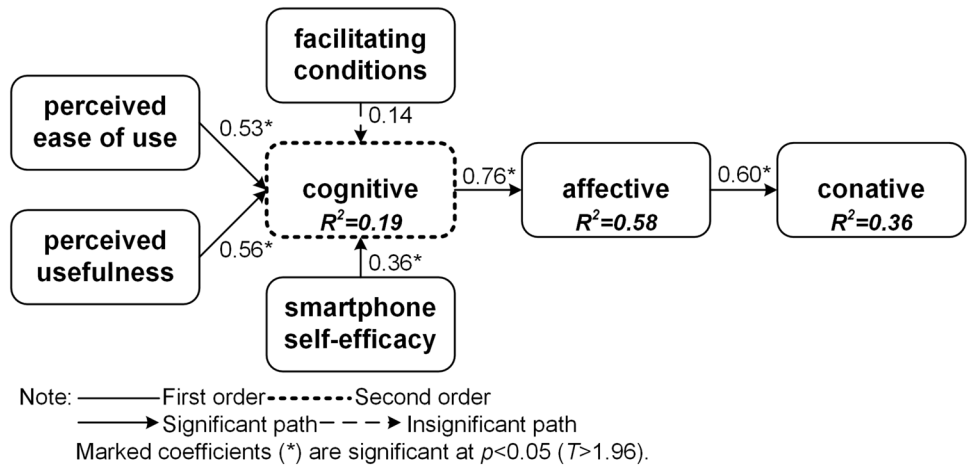 facilitating
conditions
0.14
perceived
ease of use
0.53*
perceived
usefulness
0.56*
cognitive
R²=0.19
0.36*
smartphone
self-efficacy
0.76*
affective
R²=0.58
0.60*
conative
R²=0.36
Note: First order Second order
Significant path Insignificant path
Marked coefficients (*) are significant at p<0.05 (T>1.96).